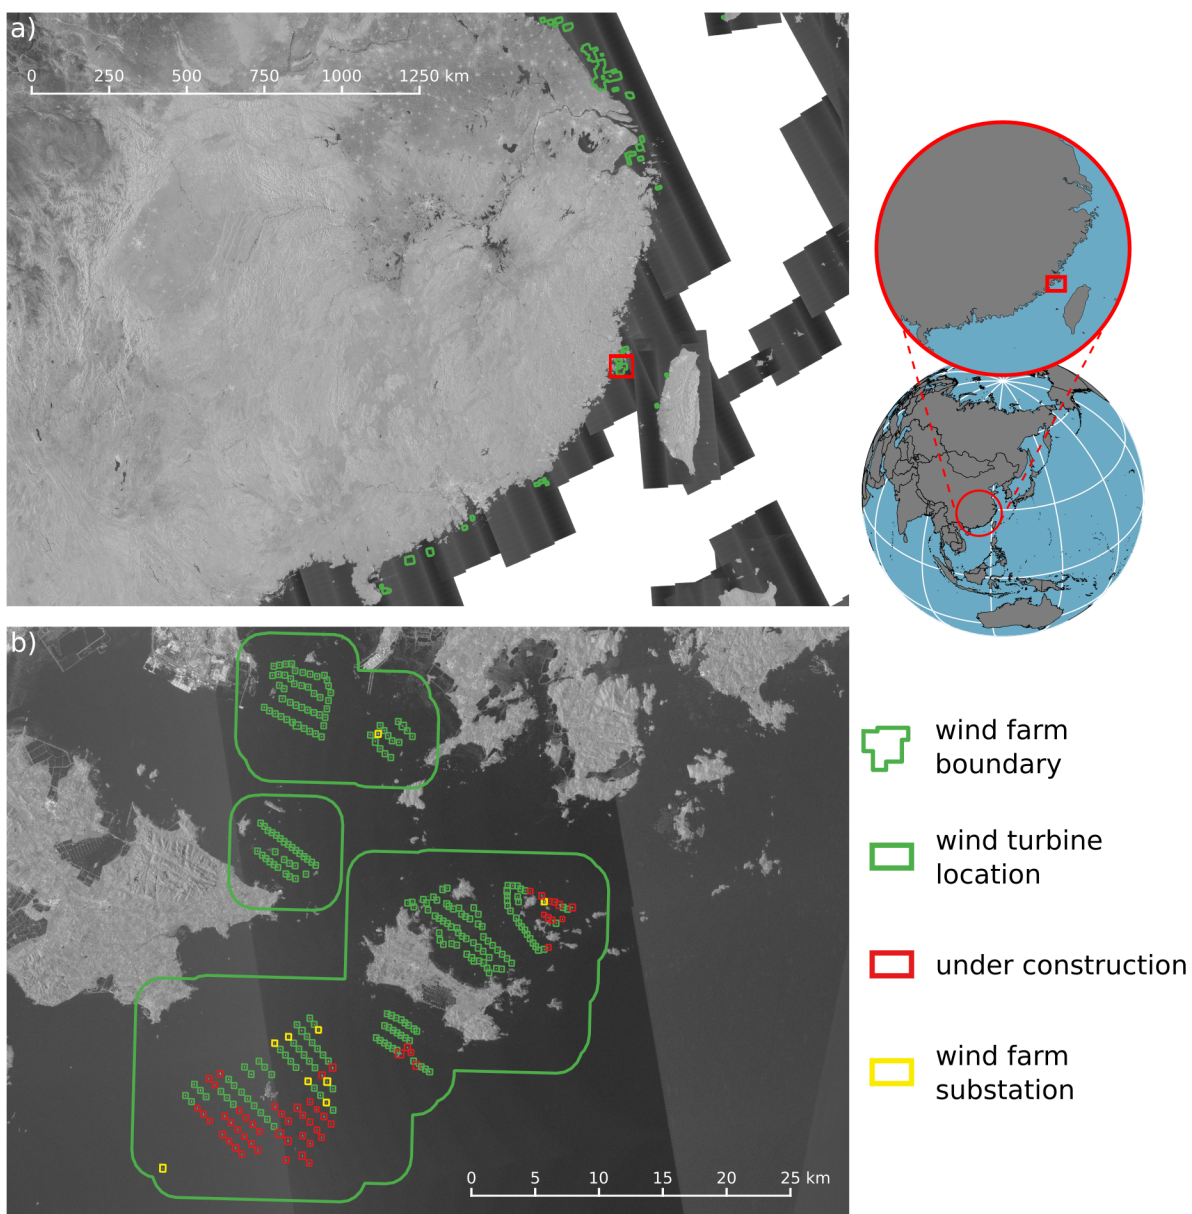 a)
0 250 500 750 1000 1250 km
b)
0 5 10 15 20 25 km
wind farm
boundary
wind turbine
location
under construction
wind farm
substation